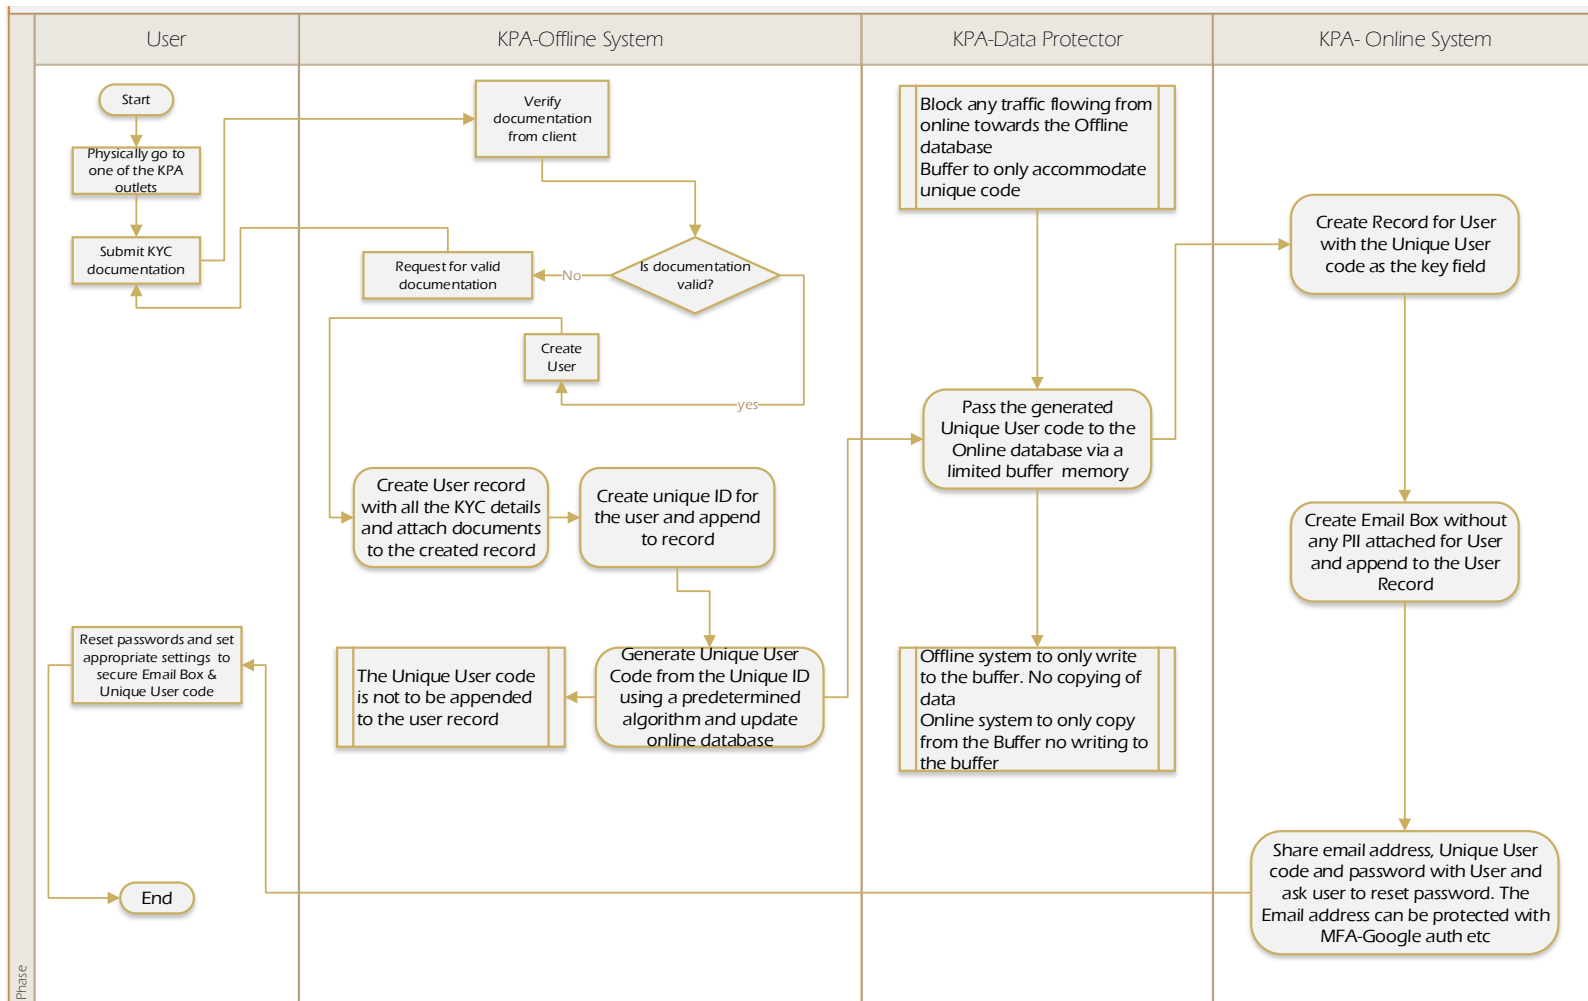 User
KPA-Offline System
KPA-Data Protector
KPA- Online System
Start
Physically go to
one of the KPA
outlets
Submit KYC
documentation
Verify
documentation
from client
Is documentation
valid?
No
Request for valid
documentation
yes
Create
User
Create User record
with all the KYC details
and attach documents
to the created record
Create unique ID for
the user and append
to record
Generate Unique User
Code from the Unique ID
using a predetermined
algorithm and update
online database
The Unique User code
is not to be appended
to the user record
Block any traffic flowing from
online towards the Offline
database
Buffer to only accommodate
unique code
Pass the generated
Unique User code to the
Online database via a
limited buffer memory
Offline system to only write
to the buffer. No copying of
data
Online system to only copy
from the Buffer no writing to
the buffer
Create Record for User
with the Unique User
code as the key field
Create Email Box without
any PII attached for User
and append to the User
Record
Share email address, Unique User
code and password with User and
ask user to reset password. The
Email address can be protected with
MFA-Google auth etc
Reset passwords and set
appropriate settings to
secure Email Box &
Unique User code
End
Phase